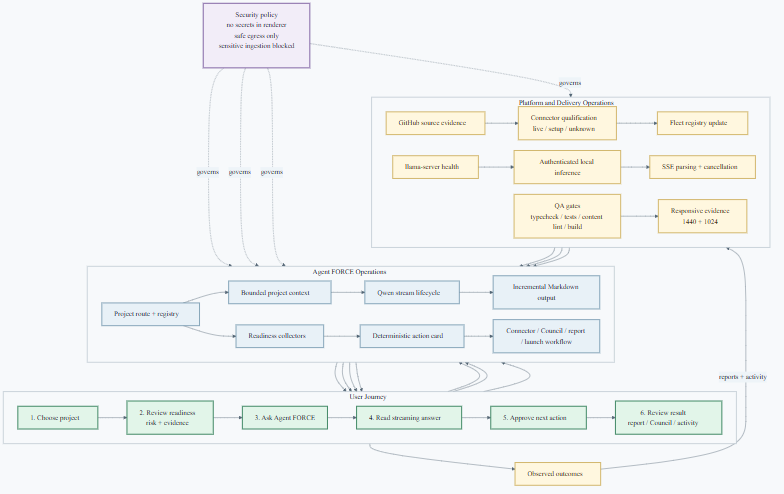 Security policy
no secrets in renderer
safe egress only
sensitive ingestion blocked
governs
Platform and Delivery Operations
GitHub source evidence
Connector qualification
live / setup / unknown
Fleet registry update
llama-server health
Authenticated local
inference
SSE parsing + cancellation
QA gates
typecheck / tests / content
lint / build
Responsive evidence
1440 + 1024
governs
governs
governs
Agent FORCE Operations
Project route + registry
Bounded project context
Qwen stream lifecycle
Incremental Markdown
output
Readiness collectors
Deterministic action card
Connector / Council / report
/ launch workflow
reports + activity
User Journey
1. Choose project
2. Review readiness
risk + evidence
3. Ask Agent FORCE
4. Read streaming answer
5. Approve next action
6. Review result
report / Council / activity
Observed outcomes